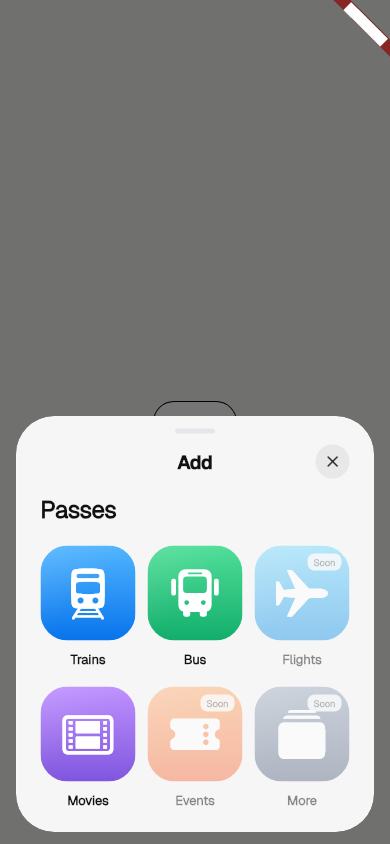 Add
Passes
Soon
Trains
Bus
Flights
Soon
Soon
Movies
Events
More